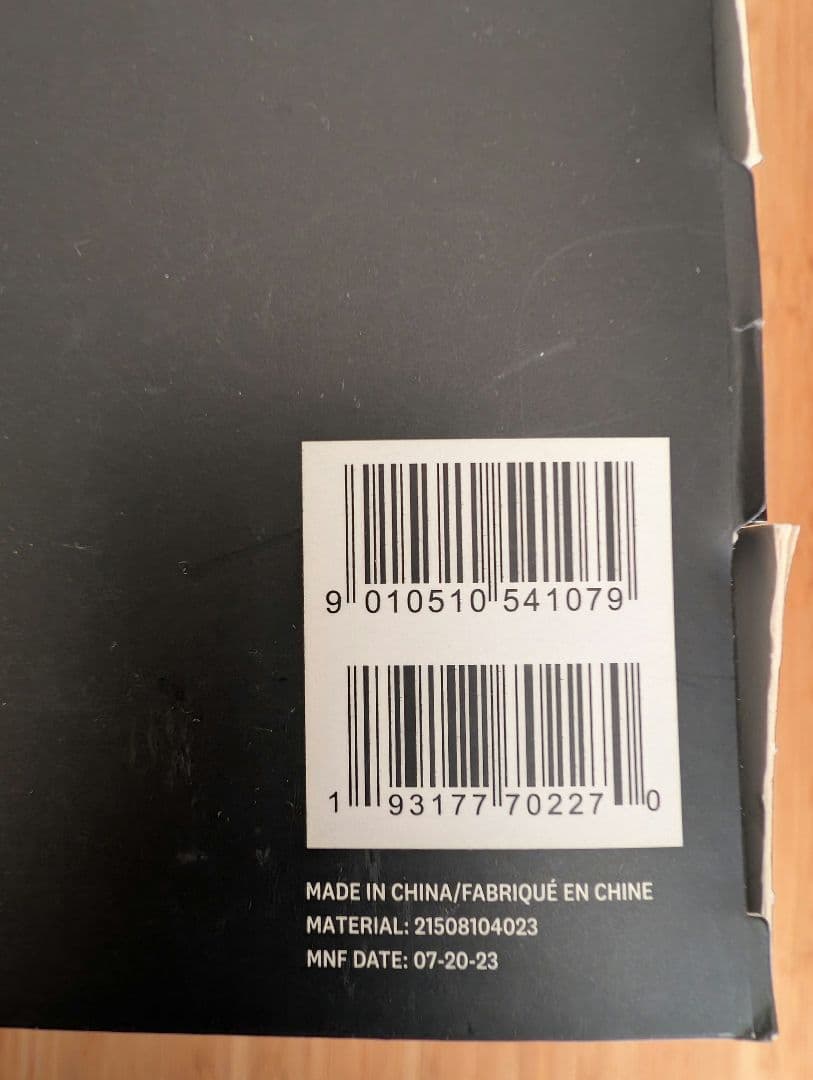 9 010510 541079
1 93177 70227 0
MADE IN CHINA/FABRIQUÉ EN CHINE
MATERIAL: 21508104023
MNF DATE: 07-20-23